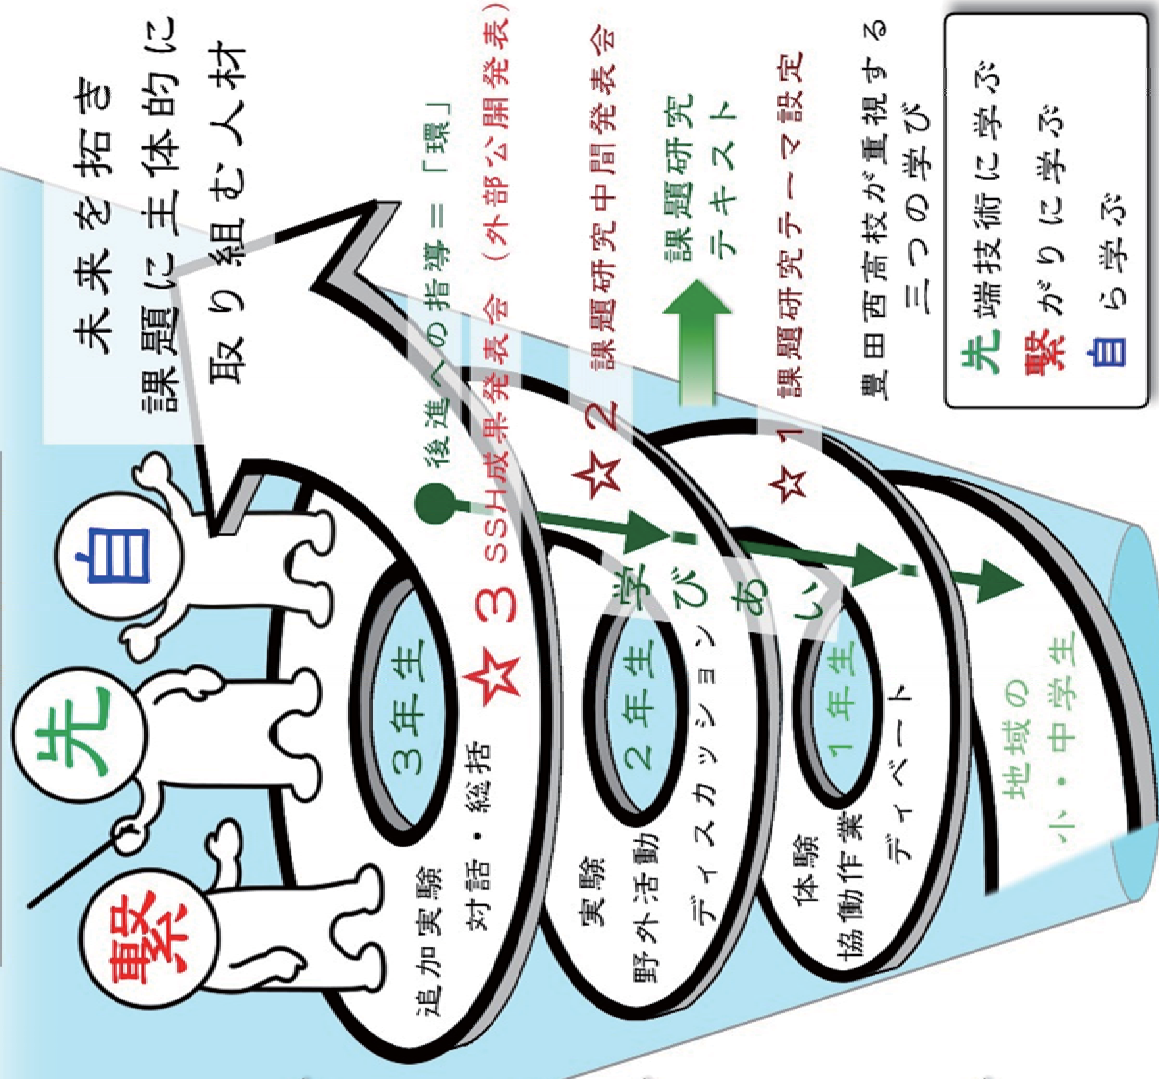 未来を拓き
課題に主体的に
取り組む人材
自
先
繋
後進への指導＝「環」
☆3 SSH成果発表会（外部公開発表）
3年生
追加実験
対話・総括
☆2 課題研究中間発表会
2年生
実験
野外活動
ディスカッション
学びあい
課題研究
テキスト
☆1 課題研究テーマ設定
1年生
体験
協働作業
ディベート
地域の
小・中学生
豊田西高校が重視する
三つの学び
先端技術に学ぶ
繋がりに学ぶ
自ら学ぶ